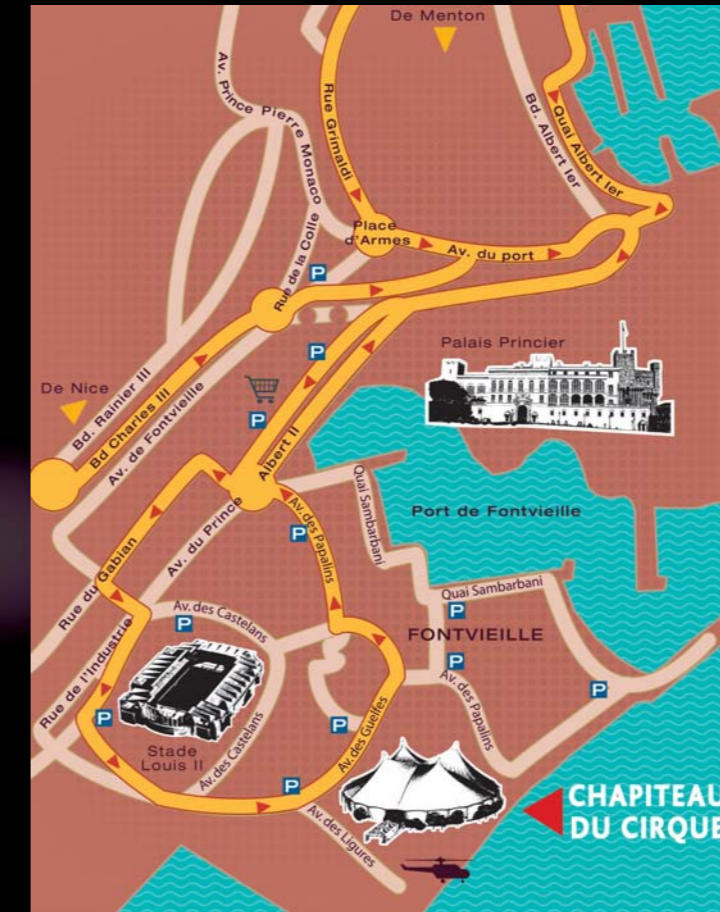 De Menton
Av. Prince Pierre Monaco
Rue Grimaldi
Bd. Albert Ier
Quai Albert Ier
Place
d'Armes
Av. du port
Rue de la Colle
P
P
Palais Princier
De Nice
Bd. Rainier III
Bd Charles III
Av. de Fontvieille
P
Albert II
Av. du Prince
Quai Sambarbani
Port de Fontvieille
Av. des Papalins
P
Rue du Gabian
Quai Sambarbani
Av. des Castelans
P
P
FONTVIEILLE
Rue de l'Industrie
P
Av. des Papalins
P
P
Stade
Louis II
Av. des Castelans
Av. des Guelfes
P
P
Av. des Ligures
CHAPITEAU
DU CIRQUE